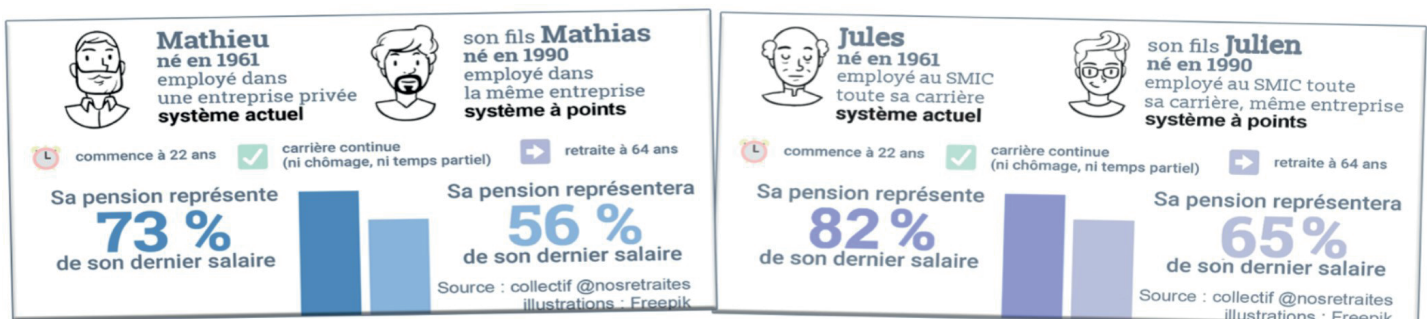 Mathieu
né en 1961
employé dans
une entreprise privée
système actuel
son fils Mathias
né en 1990
employé dans
la même entreprise
système à points
commence à 22 ans
carrière continue
(ni chômage, ni temps partiel)
retraite à 64 ans
Sa pension représente
73 %
de son dernier salaire
Sa pension représentera
56 %
de son dernier salaire
Source : collectif @nosretraites
illustrations : Freepik
Jules
né en 1961
employé au SMIC
toute sa carrière
système actuel
son fils Julien
né en 1990
employé au SMIC toute
sa carrière, même entreprise
système à points
commence à 22 ans
carrière continue
(ni chômage, ni temps partiel)
retraite à 64 ans
Sa pension représente
82 %
de son dernier salaire
Sa pension représentera
65%
de son dernier salaire
Source : collectif @nosretraites
illustrations : Freepik